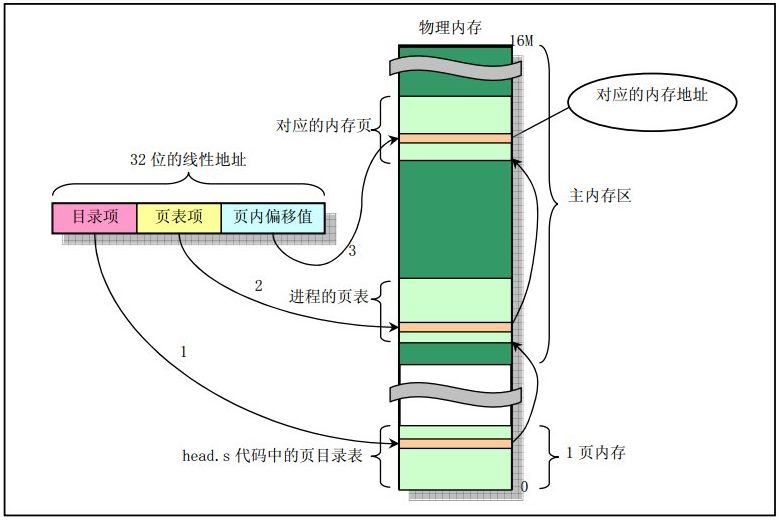 物理内存
16M
对应的内存地址
对应的内存页
32 位的线性地址
主内存区
目录项
页表项
页内偏移值
3
2
进程的页表
1
head.s 代码中的页目录表
1 页内存
0